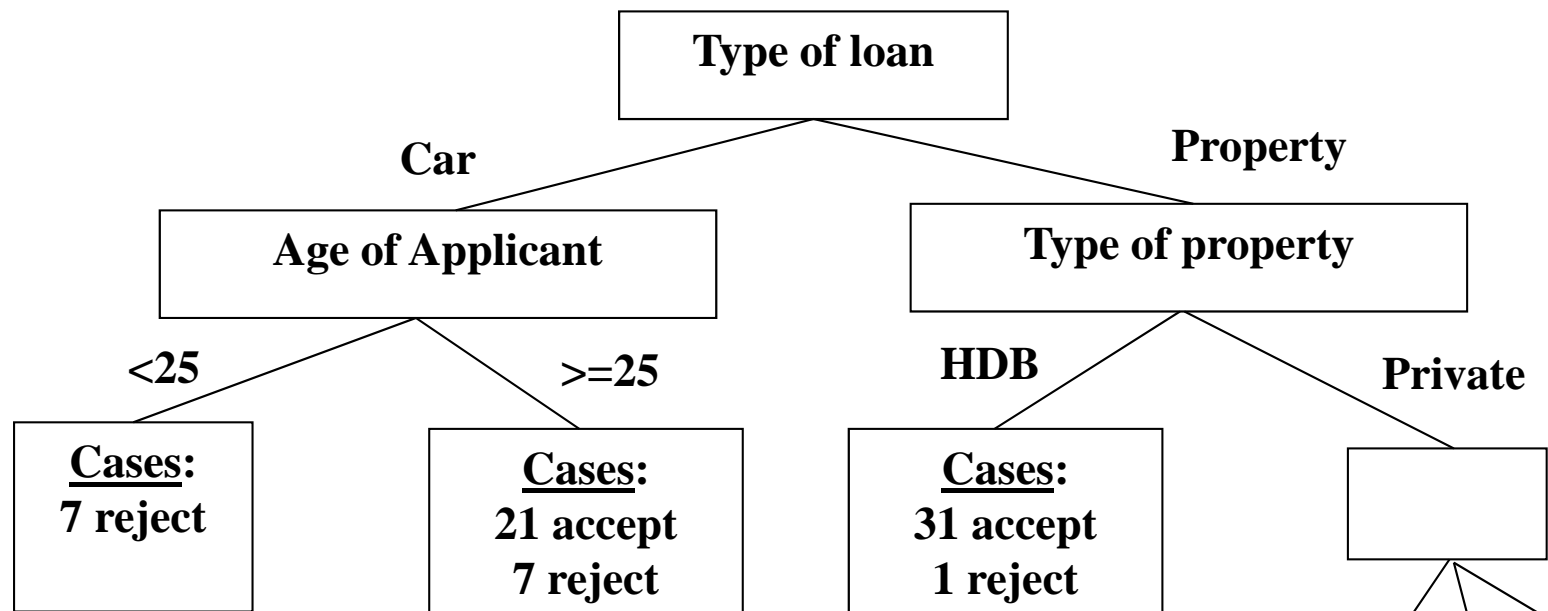 Type of loan
Car
Property
Age of Applicant
Type of property
<25
>=25
HDB
Private
Cases:
7 reject
Cases:
21 accept
7 reject
Cases:
31 accept
1 reject